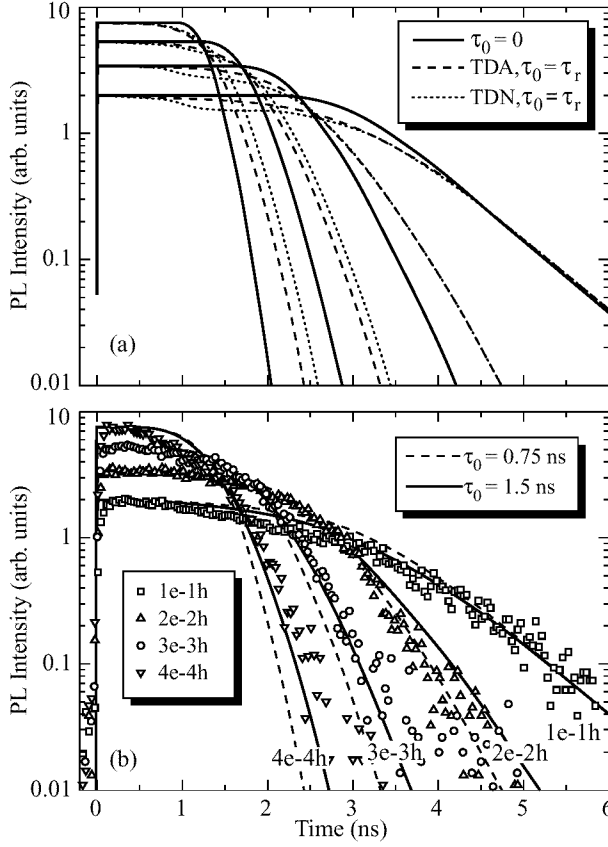 10
1
0.1
0.01
PL Intensity (arb. units)
τ₀ = 0
TDA, τ₀ = τᵣ
TDN, τ₀ = τᵣ
(a)
10
1
0.1
0.01
PL Intensity (arb. units)
τ₀ = 0.75 ns
τ₀ = 1.5 ns
1e-1h
2e-2h
3e-3h
4e-4h
(b)
4e-4h
3e-3h
2e-2h
1e-1h
0 1 2 3 4 5 6
Time (ns)